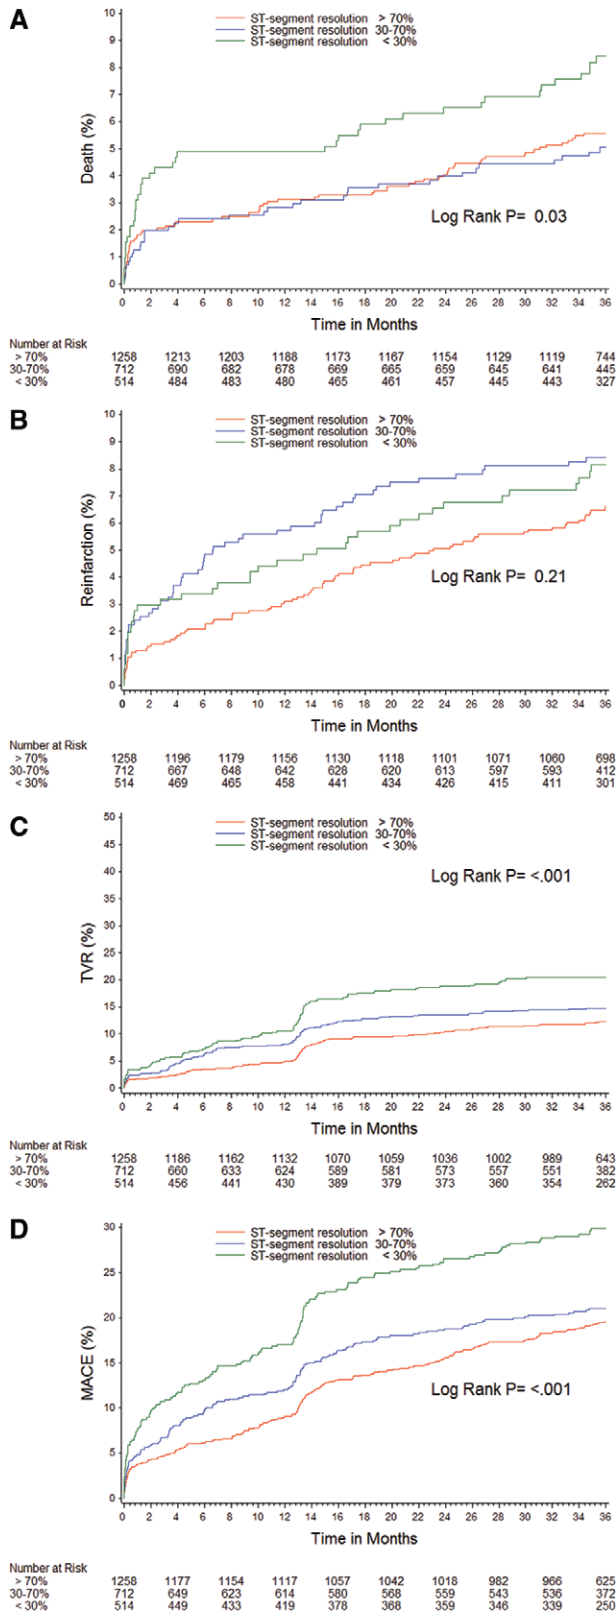 A
ST-segment resolution > 70%
ST-segment resolution 30-70%
ST-segment resolution < 30%
10
9
8
7
6
5
4
3
2
1
0
Death (%)
Log Rank P= 0.03
0 2 4 6 8 10 12 14 16 18 20 22 24 26 28 30 32 34 36
Time in Months
Number at Risk
> 70% 1258 1213 1203 1188 1173 1167 1154 1129 1119 744
30-70% 712 690 682 678 669 665 659 645 641 445
< 30% 514 484 483 480 465 461 457 445 443 327
B
ST-segment resolution > 70%
ST-segment resolution 30-70%
ST-segment resolution < 30%
10
9
8
7
6
5
4
3
2
1
0
Reinfarction (%)
Log Rank P= 0.21
0 2 4 6 8 10 12 14 16 18 20 22 24 26 28 30 32 34 36
Time in Months
Number at Risk
> 70% 1258 1196 1179 1156 1130 1118 1101 1071 1060 698
30-70% 712 667 648 642 628 620 613 597 593 412
< 30% 514 469 465 458 441 434 426 415 411 301
C
ST-segment resolution > 70%
ST-segment resolution 30-70%
ST-segment resolution < 30%
50
45
40
35
30
25
20
15
10
5
0
TVR (%)
Log Rank P= <.001
0 2 4 6 8 10 12 14 16 18 20 22 24 26 28 30 32 34 36
Time in Months
Number at Risk
> 70% 1258 1186 1162 1132 1070 1059 1036 1002 989 643
30-70% 712 660 633 624 589 581 573 557 551 382
< 30% 514 456 441 430 389 379 373 360 354 262
D
ST-segment resolution > 70%
ST-segment resolution 30-70%
ST-segment resolution < 30%
30
25
20
15
10
5
0
MACE (%)
Log Rank P= <.001
0 2 4 6 8 10 12 14 16 18 20 22 24 26 28 30 32 34 36
Time in Months
Number at Risk
> 70% 1258 1177 1154 1117 1057 1042 1018 982 966 625
30-70% 712 649 623 614 580 568 559 543 536 372
< 30% 514 449 433 419 378 368 359 346 339 250